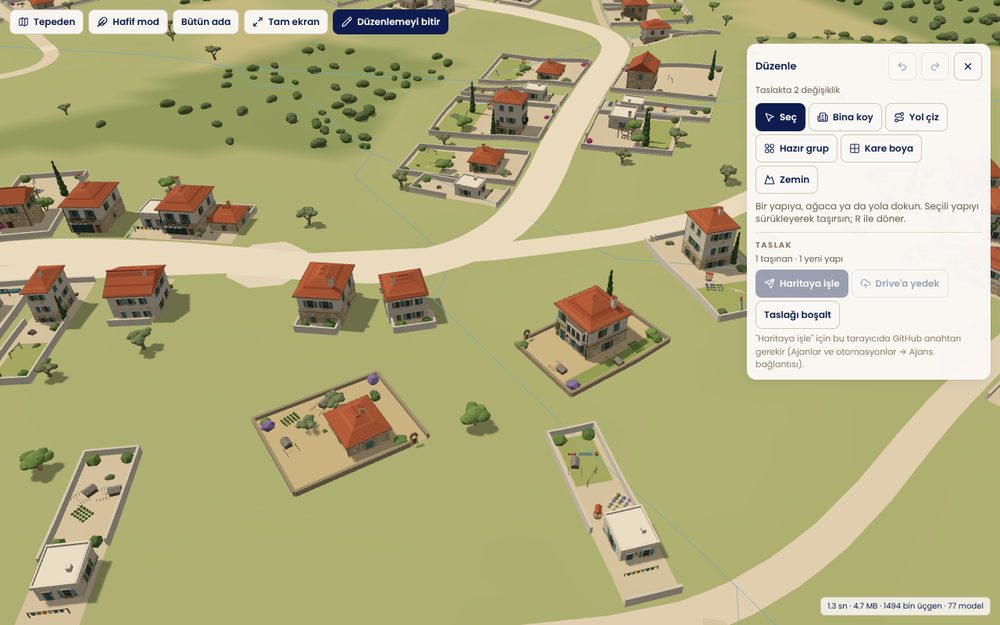 Tepeden
Hafif mod
Bütün ada
Tam ekran
Düzenlemeyi bitir
Düzenle
Taslakta 2 değişiklik
Seç
Bina koy
Yol çiz
Hazır grup
Kare boya
Zemin
Bir yapıya, ağaca ya da yola dokun. Seçili yapıyı
sürükleyerek taşırsın; R ile döner.
TASLAK
1 taşınan · 1 yeni yapı
Haritaya işle
Drive'a yedek
Taslağı boşalt
"Haritaya işle" için bu tarayıcıda GitHub anahtarı
gerekir (Ajanlar ve otomasyonlar → Ajans
bağlantısı).
1.3 sn · 4.7 MB · 1494 bin üçgen · 77 model